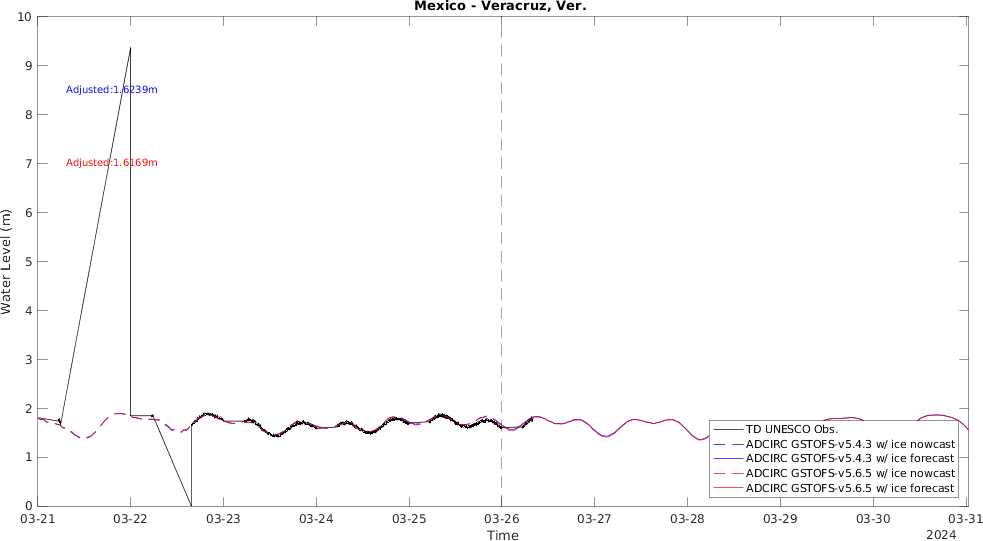 Mexico - Veracruz, Ver.
10
9
8
7
6
5
4
3
2
1
0
Water Level (m)
Adjusted:1.6239m
Adjusted:1.6169m
TD UNESCO Obs.
ADCIRC GSTOFS-v5.4.3 w/ ice nowcast
ADCIRC GSTOFS-v5.4.3 w/ ice forecast
ADCIRC GSTOFS-v5.6.5 w/ ice nowcast
ADCIRC GSTOFS-v5.6.5 w/ ice forecast
03-21 03-22 03-23 03-24 03-25 03-26 03-27 03-28 03-29 03-30 03-31
Time
2024